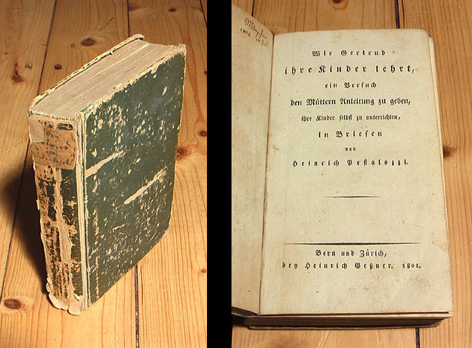 Wie Gertrud
ihre Kinder lehrt,
ein Versuch
den Müttern Anleitung zu geben,
ihre Kinder selbst zu unterrichten,
in Briefen
von
Heinrich Pestalozzi.
Bern und Zürich,
bey Heinrich Geßner. 1801.